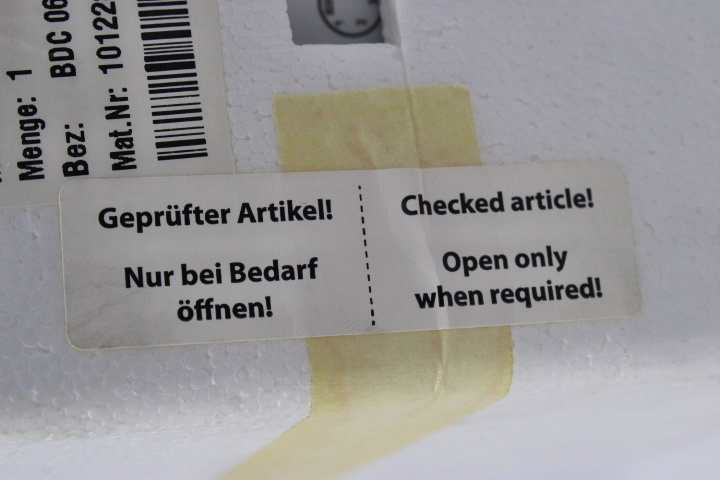 Menge: 1
Bez: BDC 06
Mat.Nr: 10122
Geprüfter Artikel!
Nur bei Bedarf
öffnen!
Checked article!
Open only
when required!